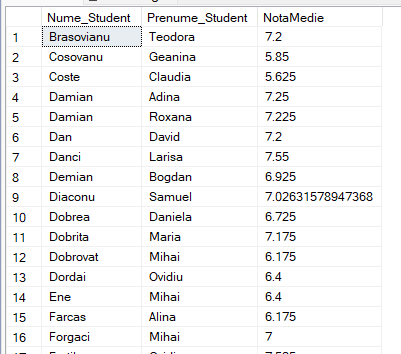 Nume_Student Prenume_Student NotaMedie
1 Brasovianu Teodora 7.2
2 Cosovanu Geanina 5.85
3 Coste Claudia 5.625
4 Damian Adina 7.25
5 Damian Roxana 7.225
6 Dan David 7.2
7 Danci Larisa 7.55
8 Demian Bogdan 6.925
9 Diaconu Samuel 7.02631578947368
10 Dobrea Daniela 6.725
11 Dobrita Maria 7.175
12 Dobrovat Mihai 6.175
13 Dordai Ovidiu 6.4
14 Ene Mihai 6.4
15 Farcas Alina 6.175
16 Forgaci Mihai 7